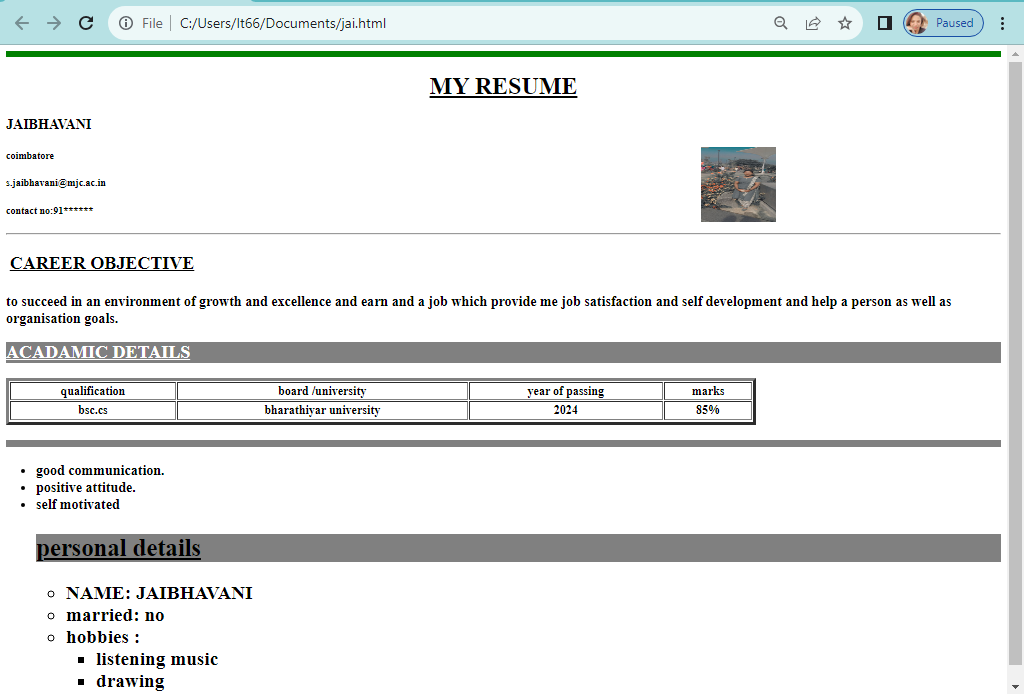 File C:/Users/It66/Documents/jai.html Paused
MY RESUME
JAIBHAVANI
coimbatore
s.jaibhavani@mjc.ac.in
contact no:91******
CAREER OBJECTIVE
to succeed in an environment of growth and excellence and earn and a job which provide me job satisfaction and self development and help a person as well as
organisation goals.
ACADAMIC DETAILS
qualification board /university year of passing marks
bsc.cs bharathiyar university 2024 85%
good communication.
positive attitude.
self motivated
personal details
NAME: JAIBHAVANI
married: no
hobbies :
listening music
drawing